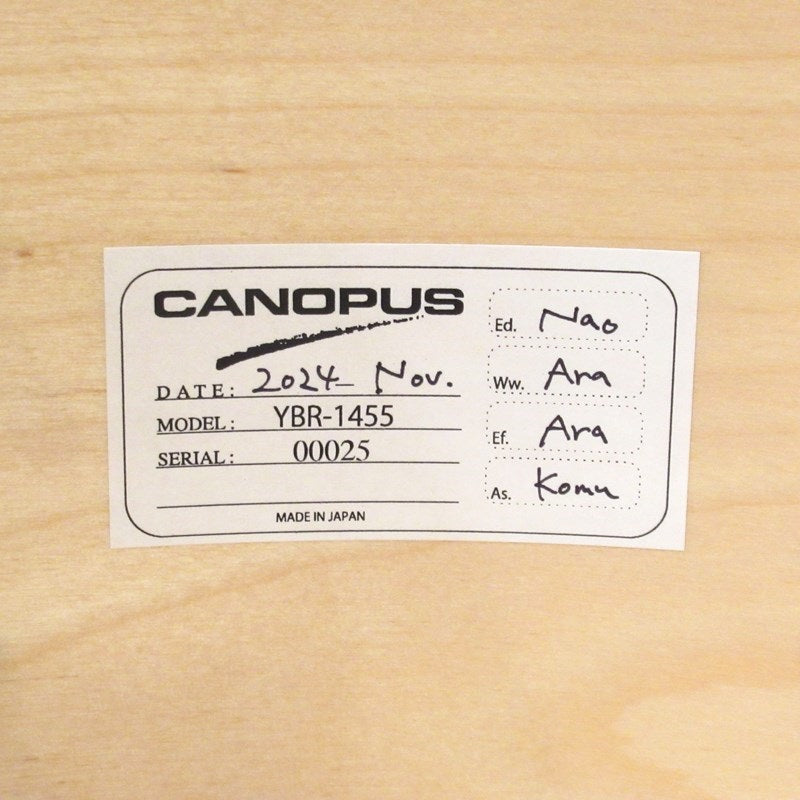 CANOPUS
DATE: 2024 Nov.
MODEL: YBR-1455
SERIAL: 00025
MADE IN JAPAN
Ed. Nao
Ww. Ara
Ef. Ara
As. Komu